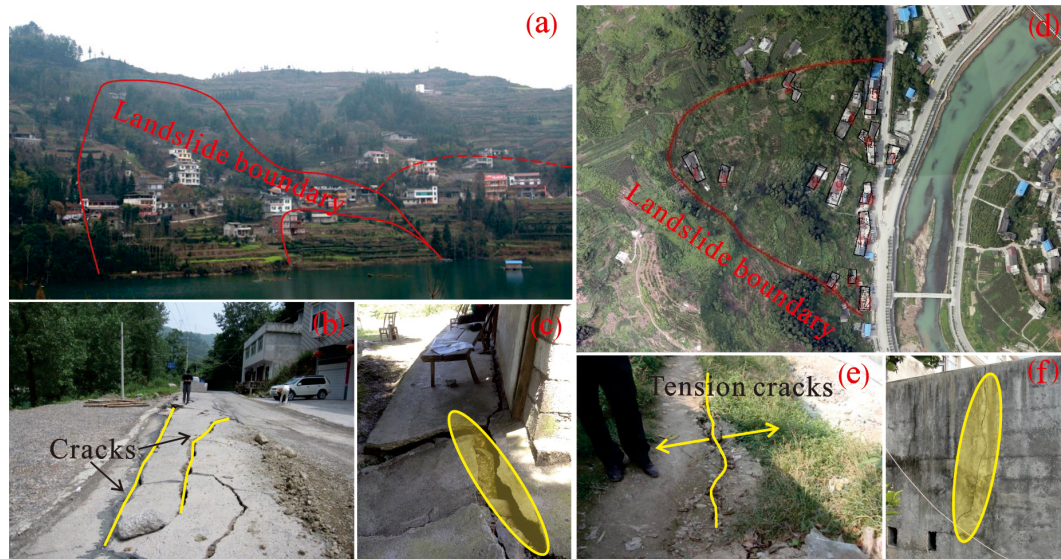 (a)
Landslide boundary
(b)
Cracks
(c)
(d)
Landslide boundary
(e)
Tension cracks
(f)